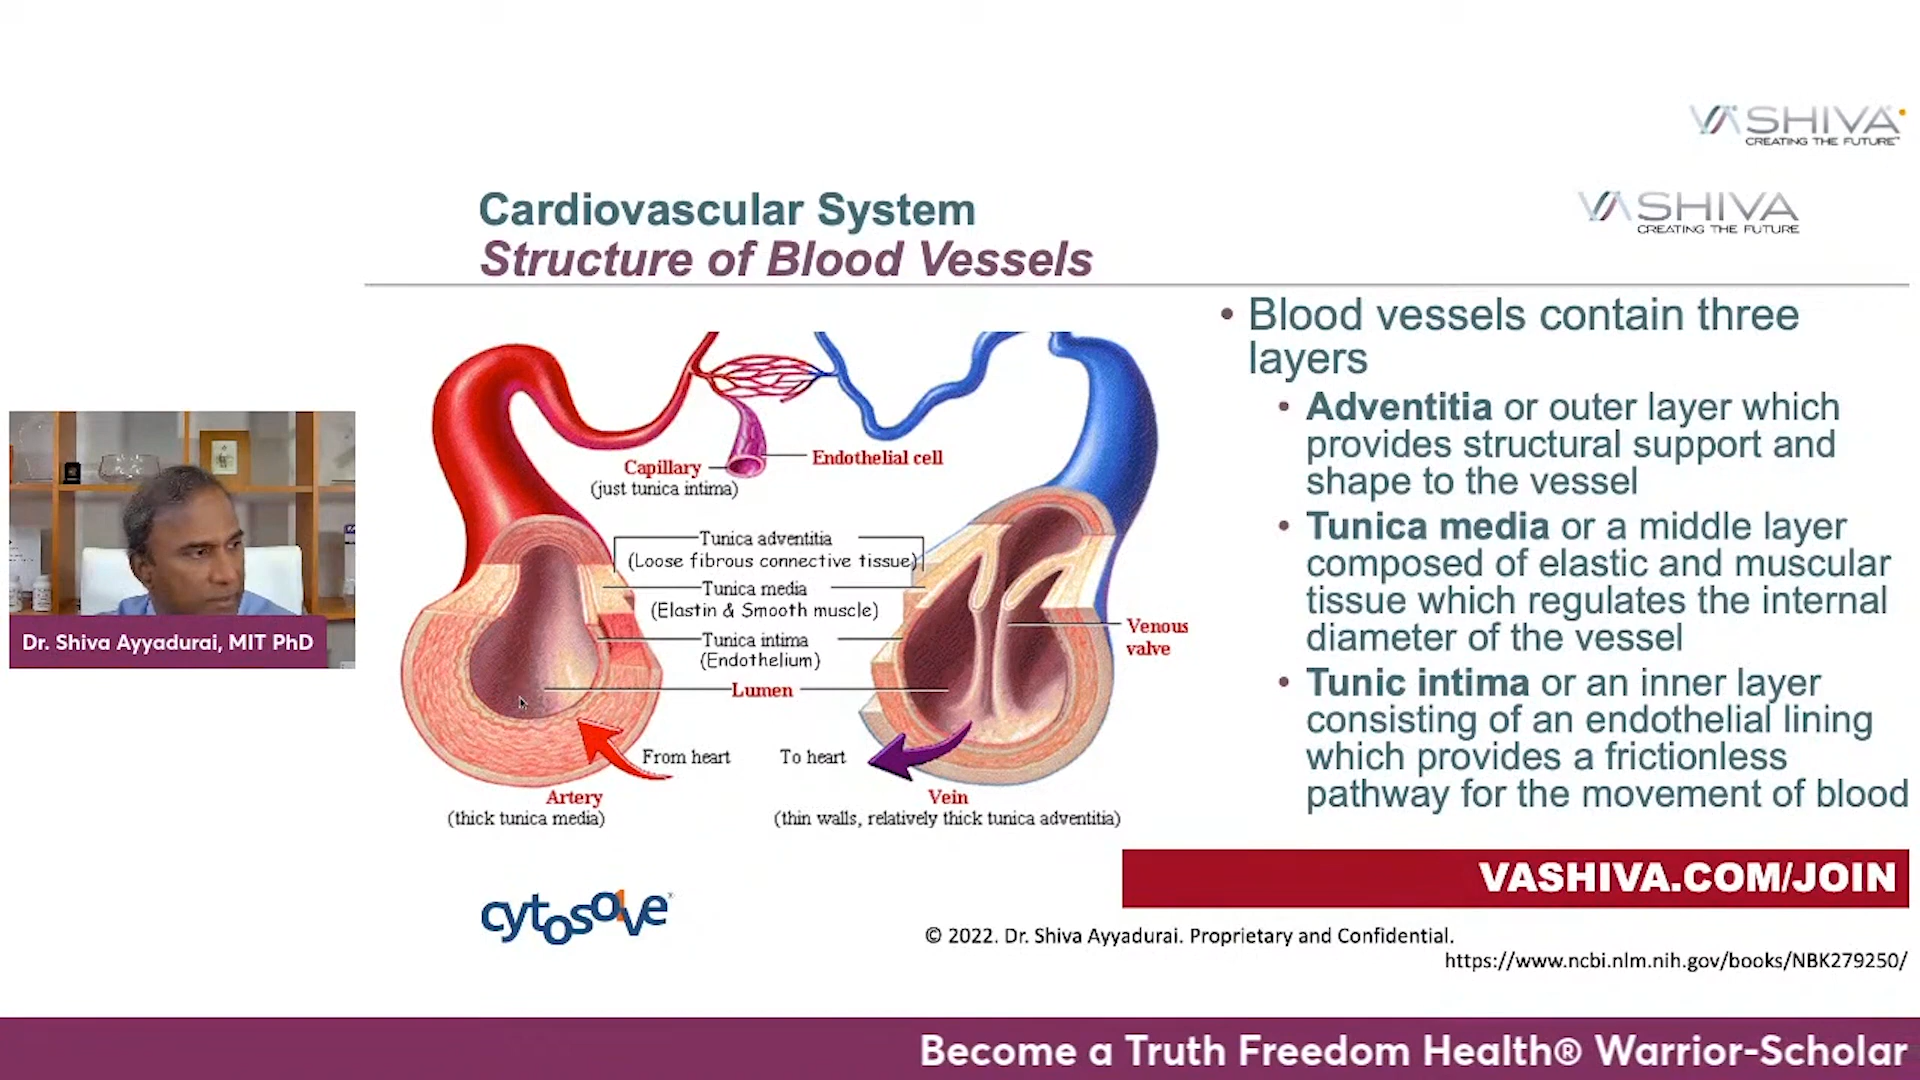 VASHIVA
CREATING THE FUTURE™
VASHIVA
CREATING THE FUTURE
Cardiovascular System
Structure of Blood Vessels
• Blood vessels contain three
layers
• Adventitia or outer layer which
provides structural support and
shape to the vessel
• Tunica media or a middle layer
composed of elastic and muscular
tissue which regulates the internal
diameter of the vessel
• Tunic intima or an inner layer
consisting of an endothelial lining
which provides a frictionless
pathway for the movement of blood
Capillary
(just tunica intima)
Endothelial cell
Tunica adventitia
(Loose fibrous connective tissue)
Tunica media
(Elastin & Smooth muscle)
Tunica intima
(Endothelium)
Lumen
Venous
valve
From heart
To heart
Artery
(thick tunica media)
Vein
(thin walls, relatively thick tunica adventitia)
Dr. Shiva Ayyadurai, MIT PhD
cytosolve
VASHIVA.COM/JOIN
© 2022. Dr. Shiva Ayyadurai. Proprietary and Confidential.
https://www.ncbi.nlm.nih.gov/books/NBK279250/
Become a Truth Freedom Health® Warrior-Scholar